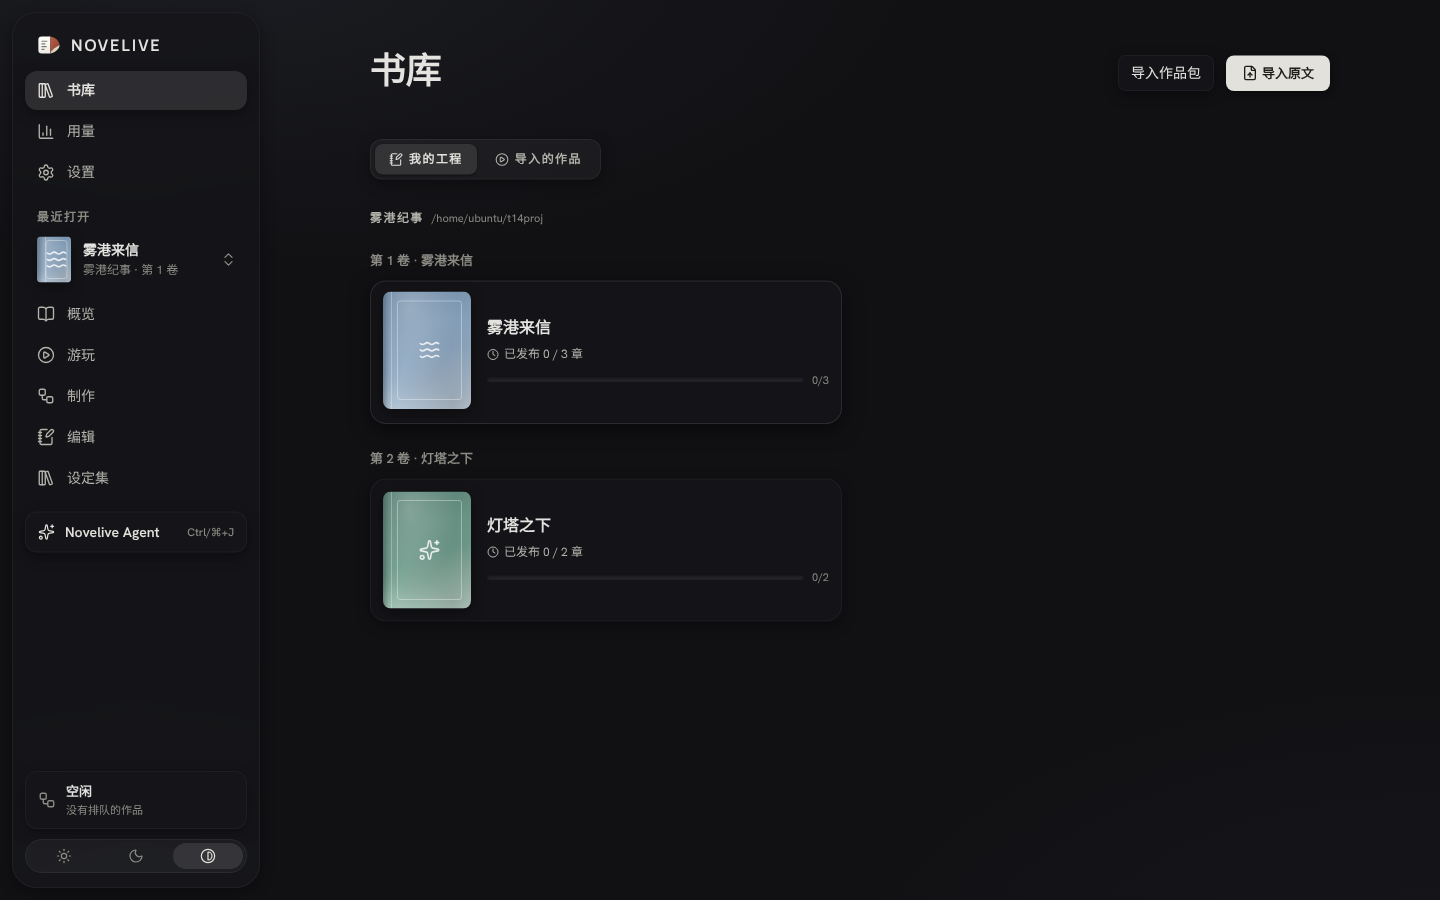 NOVELIVE
书库
用量
设置
最近打开
雾港来信
雾港纪事 · 第 1 卷
概览
游玩
制作
编辑
设定集
Novelive Agent Ctrl/⌘+J
空闲
没有排队的作品
书库
导入作品包 导入原文
我的工程 导入的作品
雾港纪事 /home/ubuntu/t14proj
第 1 卷 · 雾港来信
雾港来信
已发布 0 / 3 章
0/3
第 2 卷 · 灯塔之下
灯塔之下
已发布 0 / 2 章
0/2